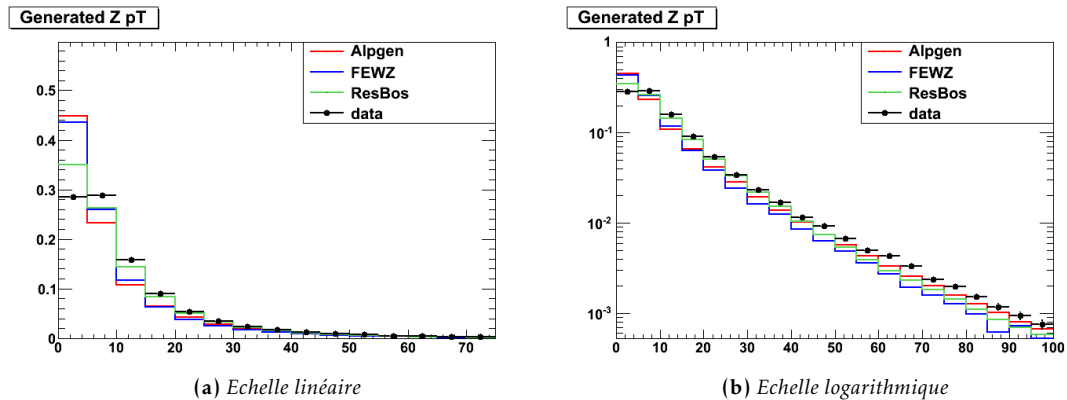 Generated Z pT
Alpgen
FEWZ
ResBos
data
0.5
0.4
0.3
0.2
0.1
0
0 10 20 30 40 50 60 70
(a) Echelle linéaire
Generated Z pT
Alpgen
FEWZ
ResBos
data
1
10-1
10-2
10-3
0 10 20 30 40 50 60 70 80 90 100
(b) Echelle logarithmique